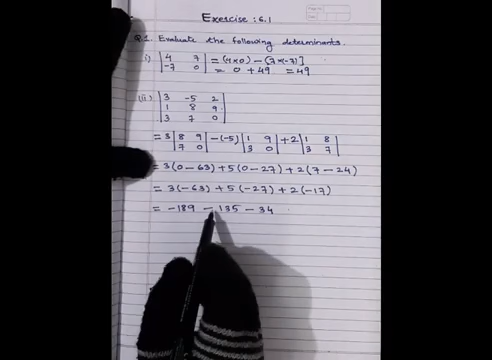 Exercise : 6.1
Q.1. Evaluate the following determinants.
i) | 4 7 | = (4×0) − [7×(-7)]
| -7 0 | = 0 + 49 = 49
(ii) | 3 -5 2 |
| 1 8 9 |
| 3 7 0 |
= 3 | 8 9 | − (-5) | 1 9 | + 2 | 1 8 |
| 7 0 | | 3 0 | | 3 7 |
= 3(0 − 63) + 5(0 − 27) + 2(7 − 24)
= 3(−63) + 5(−27) + 2(−17)
= −189 − 135 − 34